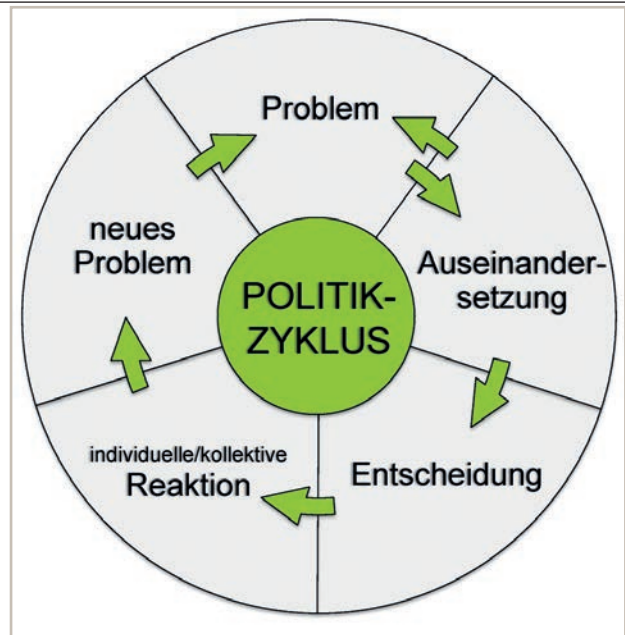 Problem
Auseinander-
setzung
Entscheidung
individuelle/kollektive
Reaktion
neues
Problem
POLITIK-
ZYKLUS